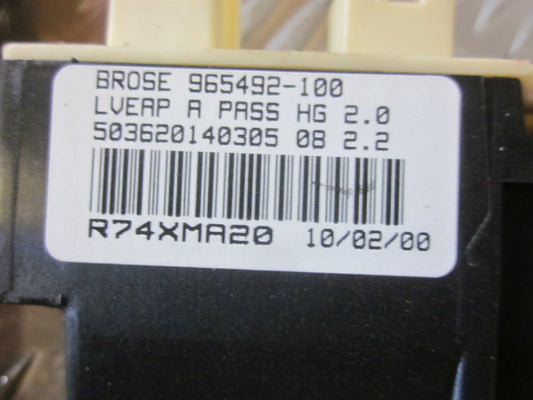 BROSE 965492-100
LVEAP A PASS HG 2.0
503620140305 08 2.2
R74XMA20 10/02/00